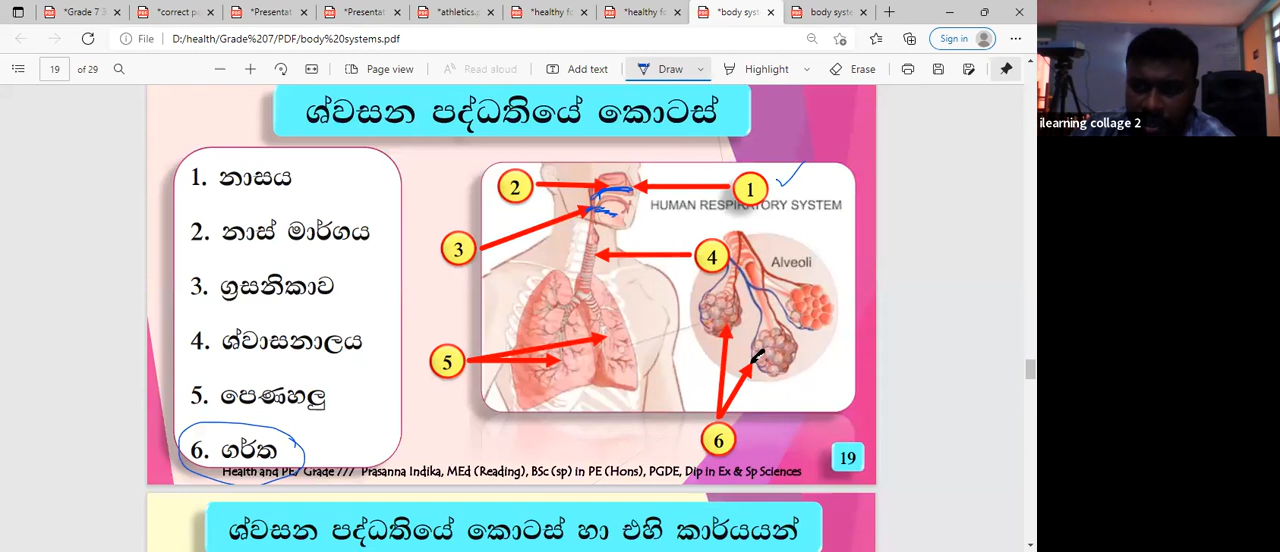 *Grade 7 3
*correct p
*Presentat
*Presentat
*athletics.p
*healthy fo
*healthy fo
*body syst
body syste
File
D:/health/Grade%207/PDF/body%20systems.pdf
Sign in
19 of 29
Page view
Read aloud
Add text
Draw
Highlight
Erase
ශ්වසන පද්ධතියේ කොටස්
1. නාසය
2. නාස් මාර්ගය
3. ග්‍රසනිකාව
4. ශ්වාසනාලය
5. පෙණහලු
6. ගර්ත
2
1
HUMAN RESPIRATORY SYSTEM
3
4
Alveoli
5
6
19
Health and PE/ Grade 7// Prasanna Indika, MEd (Reading), BSc (sp) in PE (Hons), PGDE, Dip in Ex & Sp Sciences
ශ්වසන පද්ධතියේ කොටස් හා එහි කාර්යයන්
ilearning collage 2